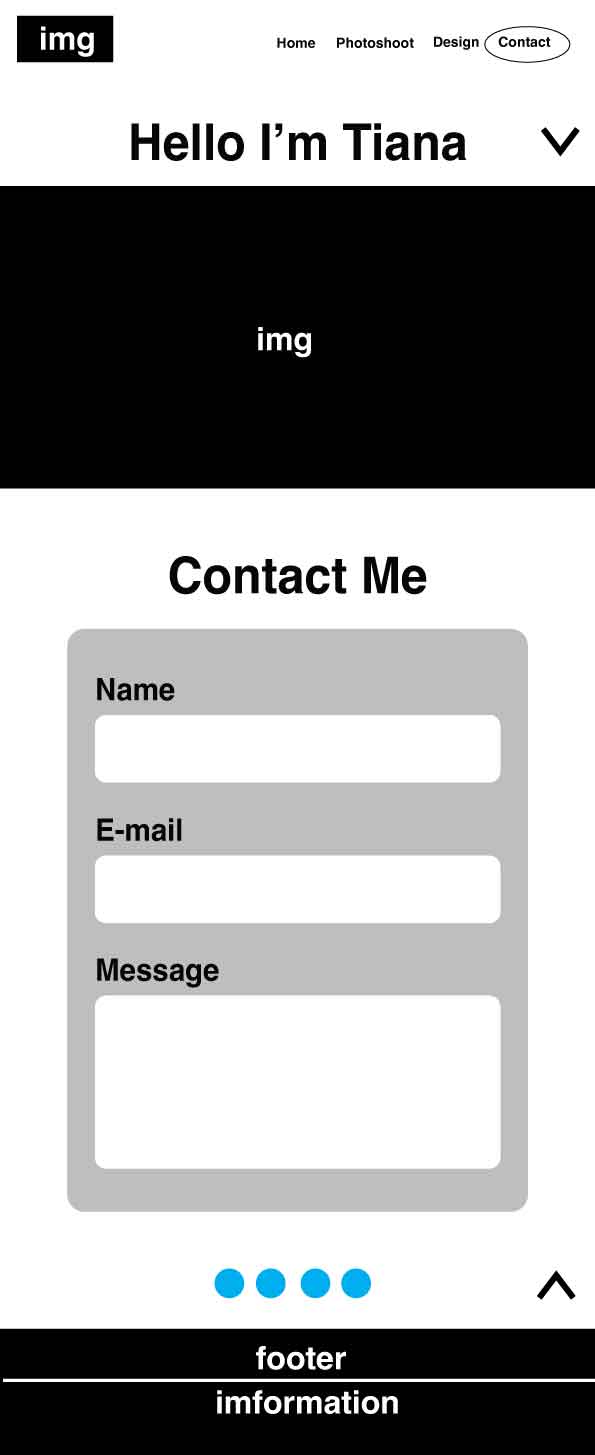 img
Home Photoshoot Design Contact
Hello I’m Tiana
img
Contact Me
Name
E-mail
Message
footer
imformation